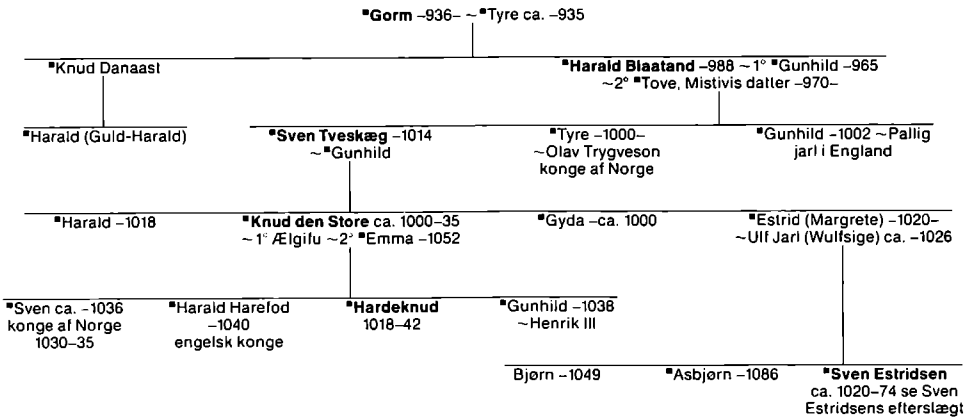 ▪Gorm –936– ~ ▪Tyre ca. –935
▪Knud Danaast
▪Harald Blaatand –988 ~1° ▪Gunhild –965
~2° ▪Tove, Mistivis datter –970–
▪Harald (Guld-Harald)
▪Sven Tveskæg –1014
~▪Gunhild
▪Tyre –1000–
~Olav Trygveson
konge af Norge
▪Gunhild –1002 ~Pallig
jarl i England
▪Harald –1018
▪Knud den Store ca. 1000–35
~1° Ælgifu ~2° ▪Emma –1052
▪Gyda –ca. 1000
▪Estrid (Margrete) –1020–
~Ulf Jarl (Wulfsige) ca. –1026
▪Sven ca. –1036
konge af Norge
1030–35
▪Harald Harefod
–1040
engelsk konge
▪Hardeknud
1018–42
▪Gunhild –1038
~Henrik III
Bjørn –1049
▪Asbjørn –1086
▪Sven Estridsen
ca. 1020–74 se Sven
Estridsens efterslægt